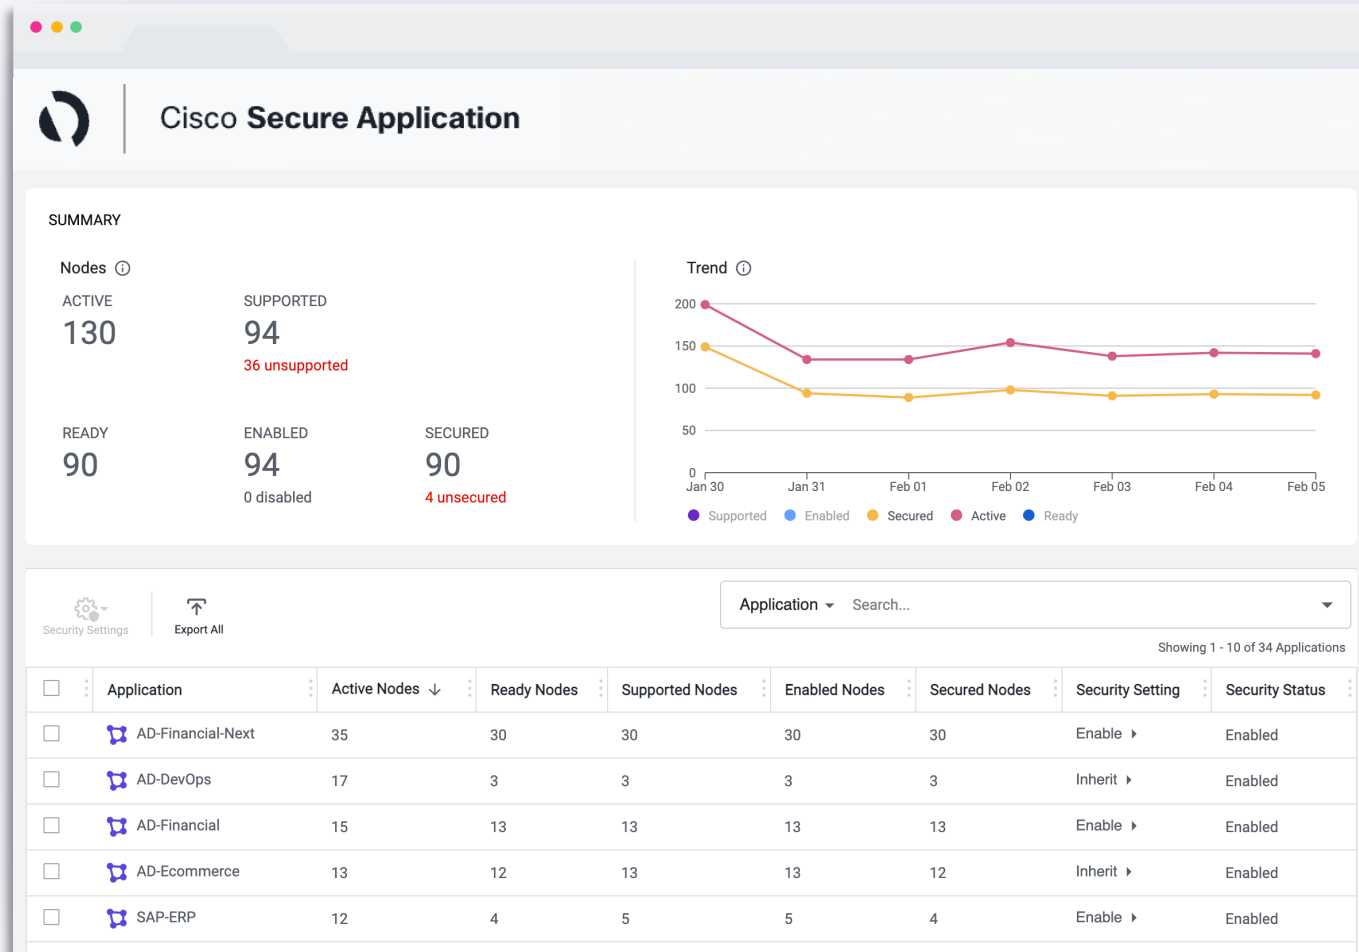 Cisco Secure Application
SUMMARY
Nodes
ACTIVE SUPPORTED
130 94
36 unsupported
READY ENABLED SECURED
90 94 90
0 disabled 4 unsecured
Trend
200
150
100
50
0
Jan 30 Jan 31 Feb 01 Feb 02 Feb 03 Feb 04 Feb 05
Supported Enabled Secured Active Ready
Security Settings Export All
Application Search...
Showing 1 - 10 of 34 Applications
Application Active Nodes Ready Nodes Supported Nodes Enabled Nodes Secured Nodes Security Setting Security Status
AD-Financial-Next 35 30 30 30 30 Enable Enabled
AD-DevOps 17 3 3 3 3 Inherit Enabled
AD-Financial 15 13 13 13 13 Enable Enabled
AD-Ecommerce 13 12 13 13 12 Inherit Enabled
SAP-ERP 12 4 5 5 4 Enable Enabled